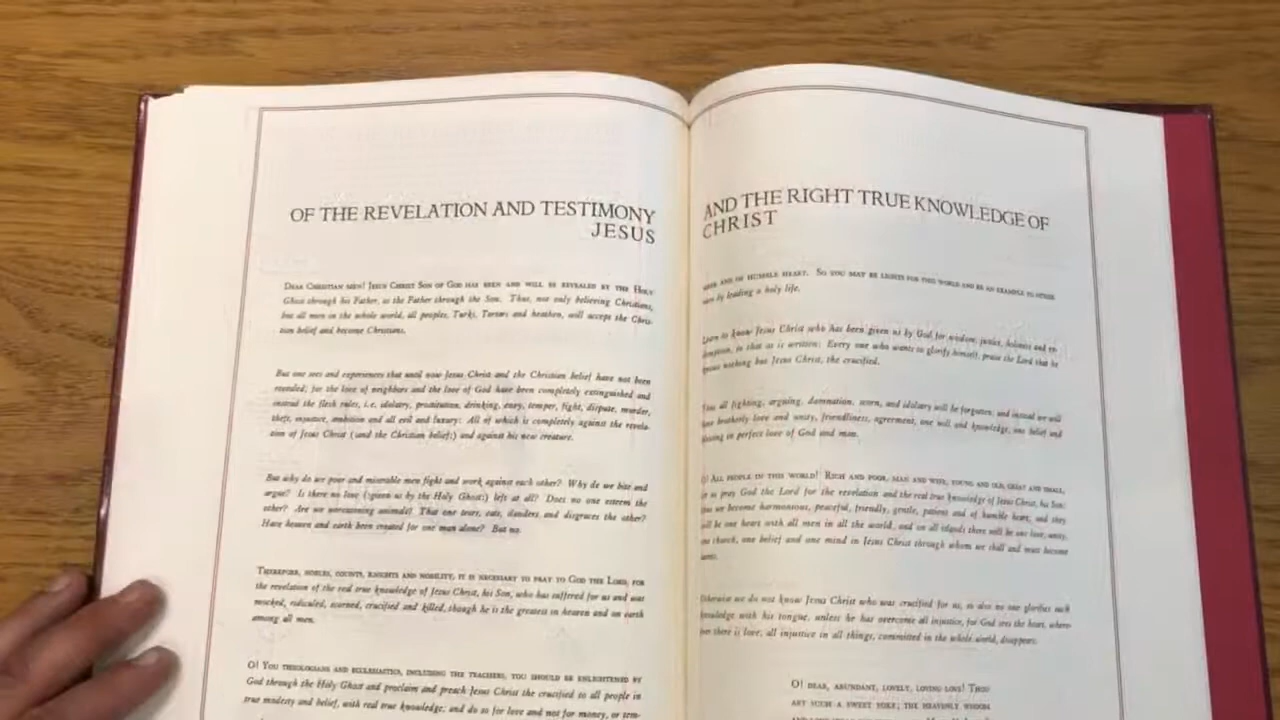 OF THE REVELATION AND TESTIMONY
JESUS
DEAR CHRISTIAN MEN! JESUS CHRIST SON OF GOD HAS BEEN AND WILL BE REVEALED BY THE HOLY
Ghost through his Father, as the Father through the Son. Thus, not only believing Christians,
but all men in the whole world, all peoples, Turks, Tartars and heathen, will accept the Chris-
tian belief and become Christians.
But one sees and experiences that until now Jesus Christ and the Christian belief have not been
revealed; for the love of neighbors and the love of God have been completely extinguished and
instead the flesh rules, i.e. idolatry, prostitution, drinking, envy, temper, fight, dispute, murder,
theft, injustice, ambition and all evil and luxury: All of which is completely against the revela-
tion of Jesus Christ (and the Christian beliefs) and against his new creature.
But why do we poor and miserable men fight and work against each other? Why do we bite and
argue? Is there no love (:given us by the Holy Ghost:) left at all? Does no one esteem the
other? Are we unreasoning animals? That one tears, eats, slanders and disgraces the other?
Have heaven and earth been created for one man alone? But no.
THEREFORE, NOBLES, COUNTS, KNIGHTS AND NOBILITY, IT IS NECESSARY TO PRAY TO GOD THE LORD, FOR
the revelation of the real true knowledge of Jesus Christ, his Son, who has suffered for us and was
mocked, ridiculed, scorned, crucified and killed, though he is the greatest in heaven and on earth
among all men.
O! YOU THEOLOGIANS AND ECCLESIASTICS, INCLUDING THE TEACHERS, YOU SHOULD BE ENLIGHTENED BY
God through the Holy Ghost and proclaim and preach Jesus Christ the crucified to all people in
true modesty and belief, with real true knowledge; and do so for love and not for money, or tem-
AND THE RIGHT TRUE KNOWLEDGE OF
CHRIST
AND OF HUMBLE HEART. SO YOU MAY BE LIGHTS FOR THIS WORLD AND BE AN EXAMPLE TO OTHER
men by leading a holy life.
Learn to know Jesus Christ who has been given us by God for wisdom, justice, holiness and re-
demption, so that as is written: Every one who wants to glorify himself, praise the Lord that he
knows nothing but Jesus Christ, the crucified.
You all fighting, arguing, damnation, scorn, and idolatry will be forgotten; and instead we will
have brotherly love and unity, friendliness, agreement, one will and knowledge, one belief and
blessing in perfect love of God and man.
O! ALL PEOPLE IN THIS WORLD! RICH AND POOR, MAN AND WIFE, YOUNG AND OLD, GREAT AND SMALL,
let us pray God the Lord for the revelation and the real true knowledge of Jesus Christ, his Son:
that we become harmonious, peaceful, friendly, gentle, patient and of humble heart, and they
will be one heart with all men in all the world, and on all islands there will be one love, unity,
one church, one belief and one mind in Jesus Christ through whom we shall and must become
Otherwise we do not know Jesus Christ who was crucified for us, so also no one glorifies such
knowledge with his tongue, unless he has overcome all injustice, for God sees the heart, where-
ever there is love, all injustice in all things, committed in the whole world, disappears.
O! DEAR, ABUNDANT, LOVELY, LOVING LOVE! THOU
ART SUCH A SWEET YOKE; THE HEAVENLY WISDOM